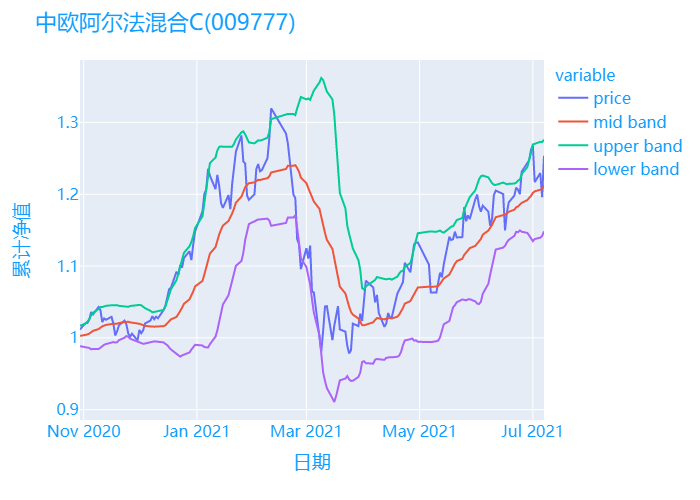 中欧阿尔法混合C(009777)
variable
price
mid band
upper band
lower band
累计净值
1.3
1.2
1.1
1
0.9
Nov 2020
Jan 2021
Mar 2021
May 2021
Jul 2021
日期